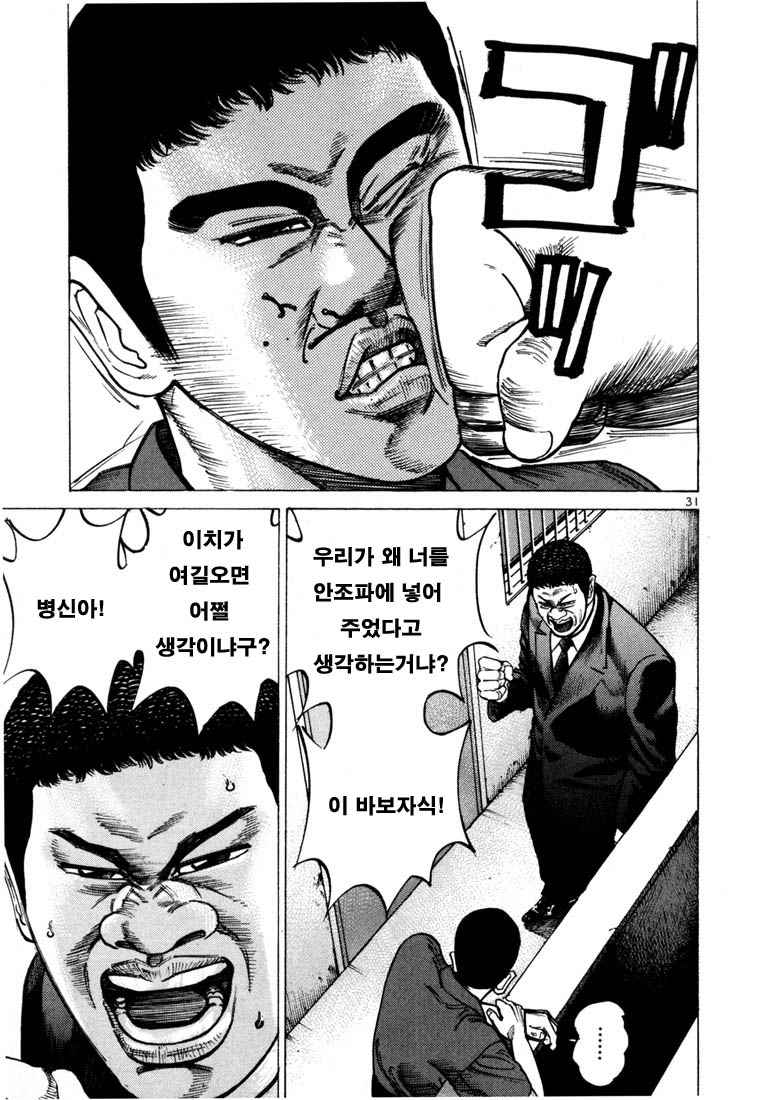 ゴッ
31
우리가 왜 너를
안조파에 넣어
주었다고
생각하는거냐?
이 바보자식!
……
이치가
여길오면
어쩔
생각이냐구?
병신아!